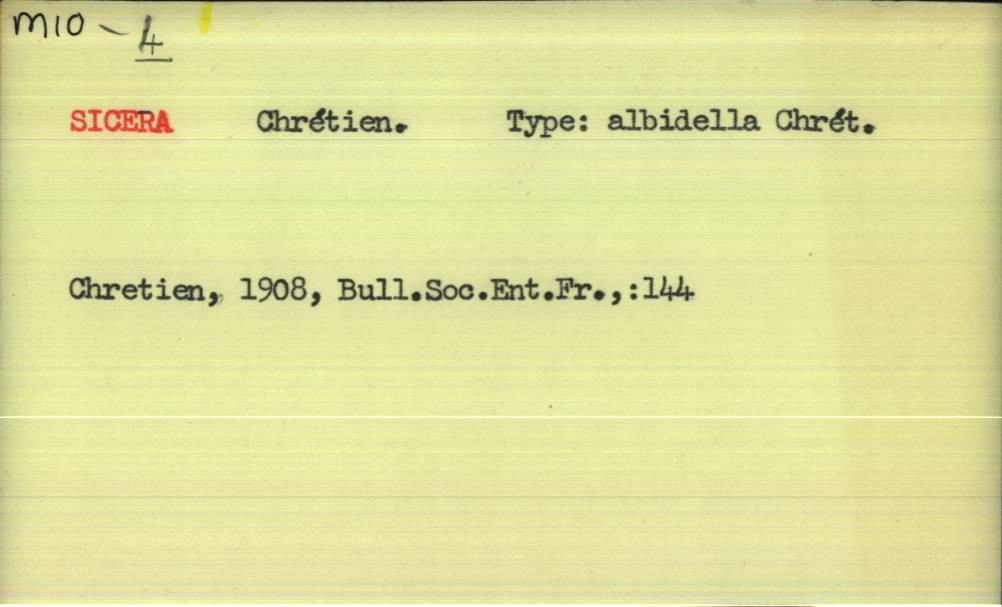 M10 - 4
SICERA Chrétien. Type: albidella Chrét.
Chretien, 1908, Bull.Soc.Ent.Fr.,:144